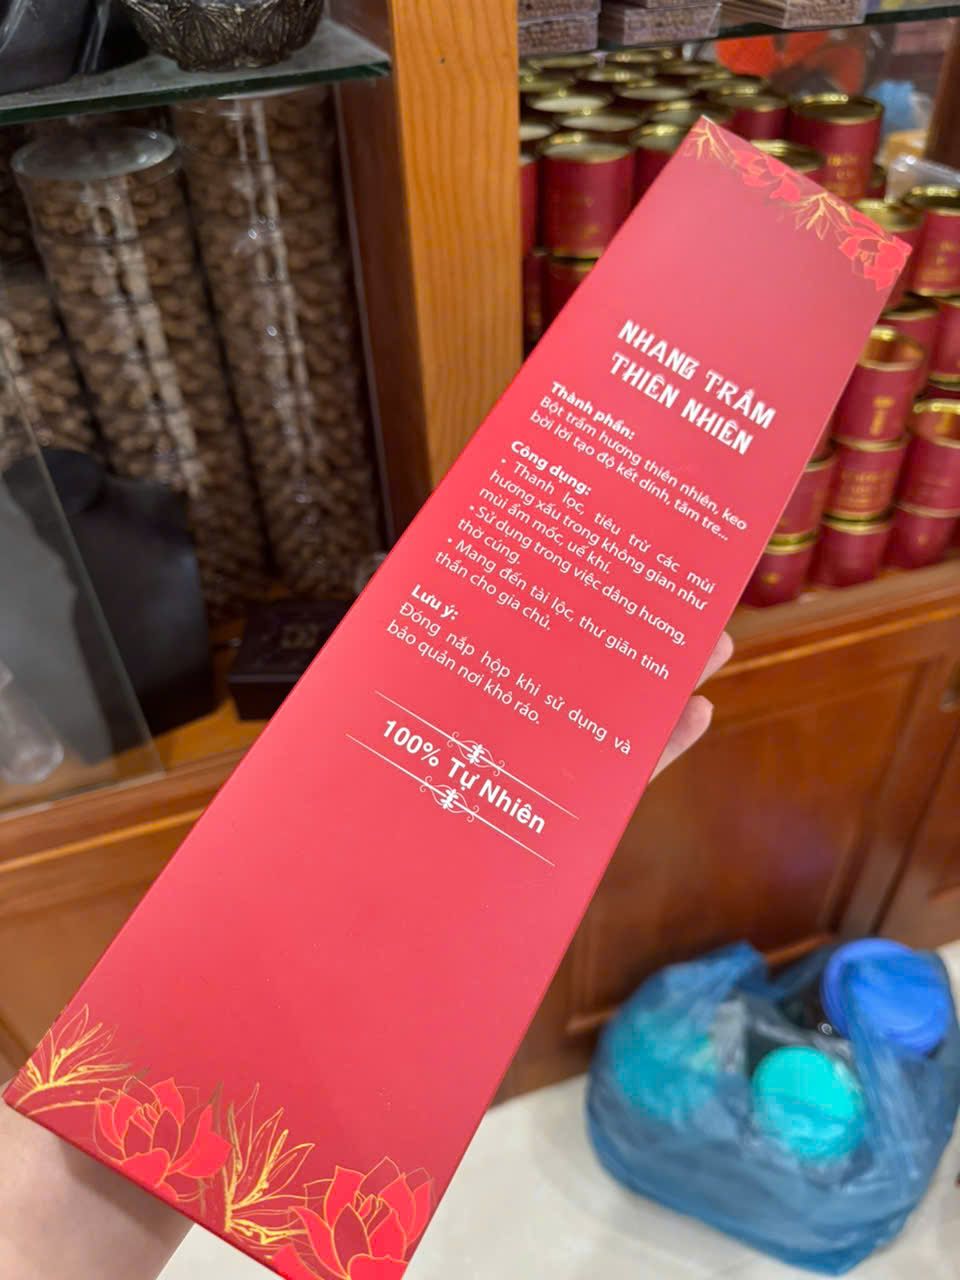 NHANG TRẦM
THIÊN NHIÊN
Thành phần:
Bột trầm hương thiên nhiên, keo
bời lời tạo độ kết dính, tăm tre...
Công dụng:
• Thanh lọc, tiêu trừ các mùi
hương xấu trong không gian như
mùi ẩm mốc, uế khí.
• Sử dụng trong việc dâng hương,
thờ cúng.
• Mang đến tài lộc, thư giãn tinh
thần cho gia chủ.
Lưu ý:
Đóng nắp hộp khi sử dụng và
bảo quản nơi khô ráo.
100% Tự Nhiên